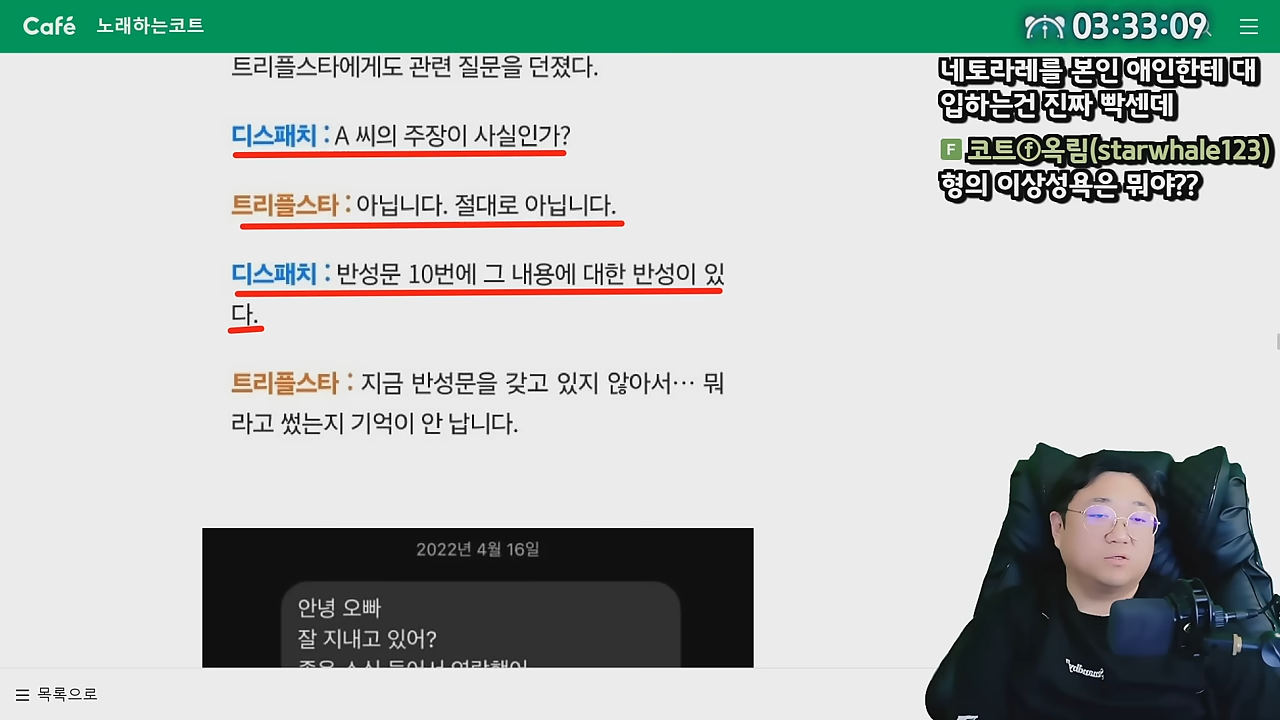 Café 노래하는코트
03:33:09
트리플스타에게도 관련 질문을 던졌다.
디스패치 : A 씨의 주장이 사실인가?
트리플스타 : 아닙니다. 절대로 아닙니다.
디스패치 : 반성문 10번에 그 내용에 대한 반성이 있
다.
트리플스타 : 지금 반성문을 갖고 있지 않아서… 뭐
라고 썼는지 기억이 안 납니다.
2022년 4월 16일
안녕 오빠
잘 지내고 있어?
목록으로
네토라레를 본인 애인한테 대
입하는건 진짜 빡센데
F 코트ⓕ옥림(starwhale123)
형의 이상성욕은 뭐야??